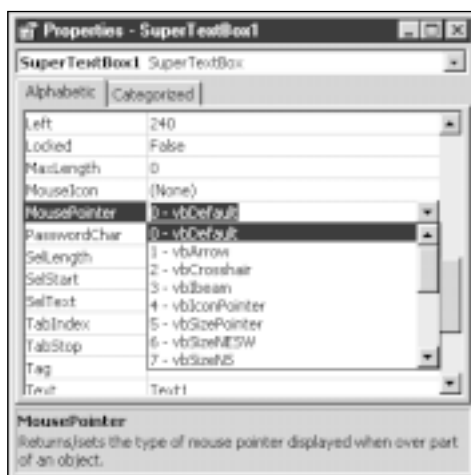 Properties - SuperTextBox1
SuperTextBox1 SuperTextBox
Alphabetic Categorized
Left 240
Locked False
MaxLength 0
MouseIcon (None)
MousePointer 0 - vbDefault
PasswordChar 0 - vbDefault
SelLength 1 - vbArrow
SelStart 2 - vbCrosshair
SelText 3 - vbIbeam
TabIndex 4 - vbIconPointer
TabStop 5 - vbSizePointer
Tag 6 - vbSizeNESW
7 - vbSizeNS
Text Text1
MousePointer
Returns/sets the type of mouse pointer displayed when over part
of an object.